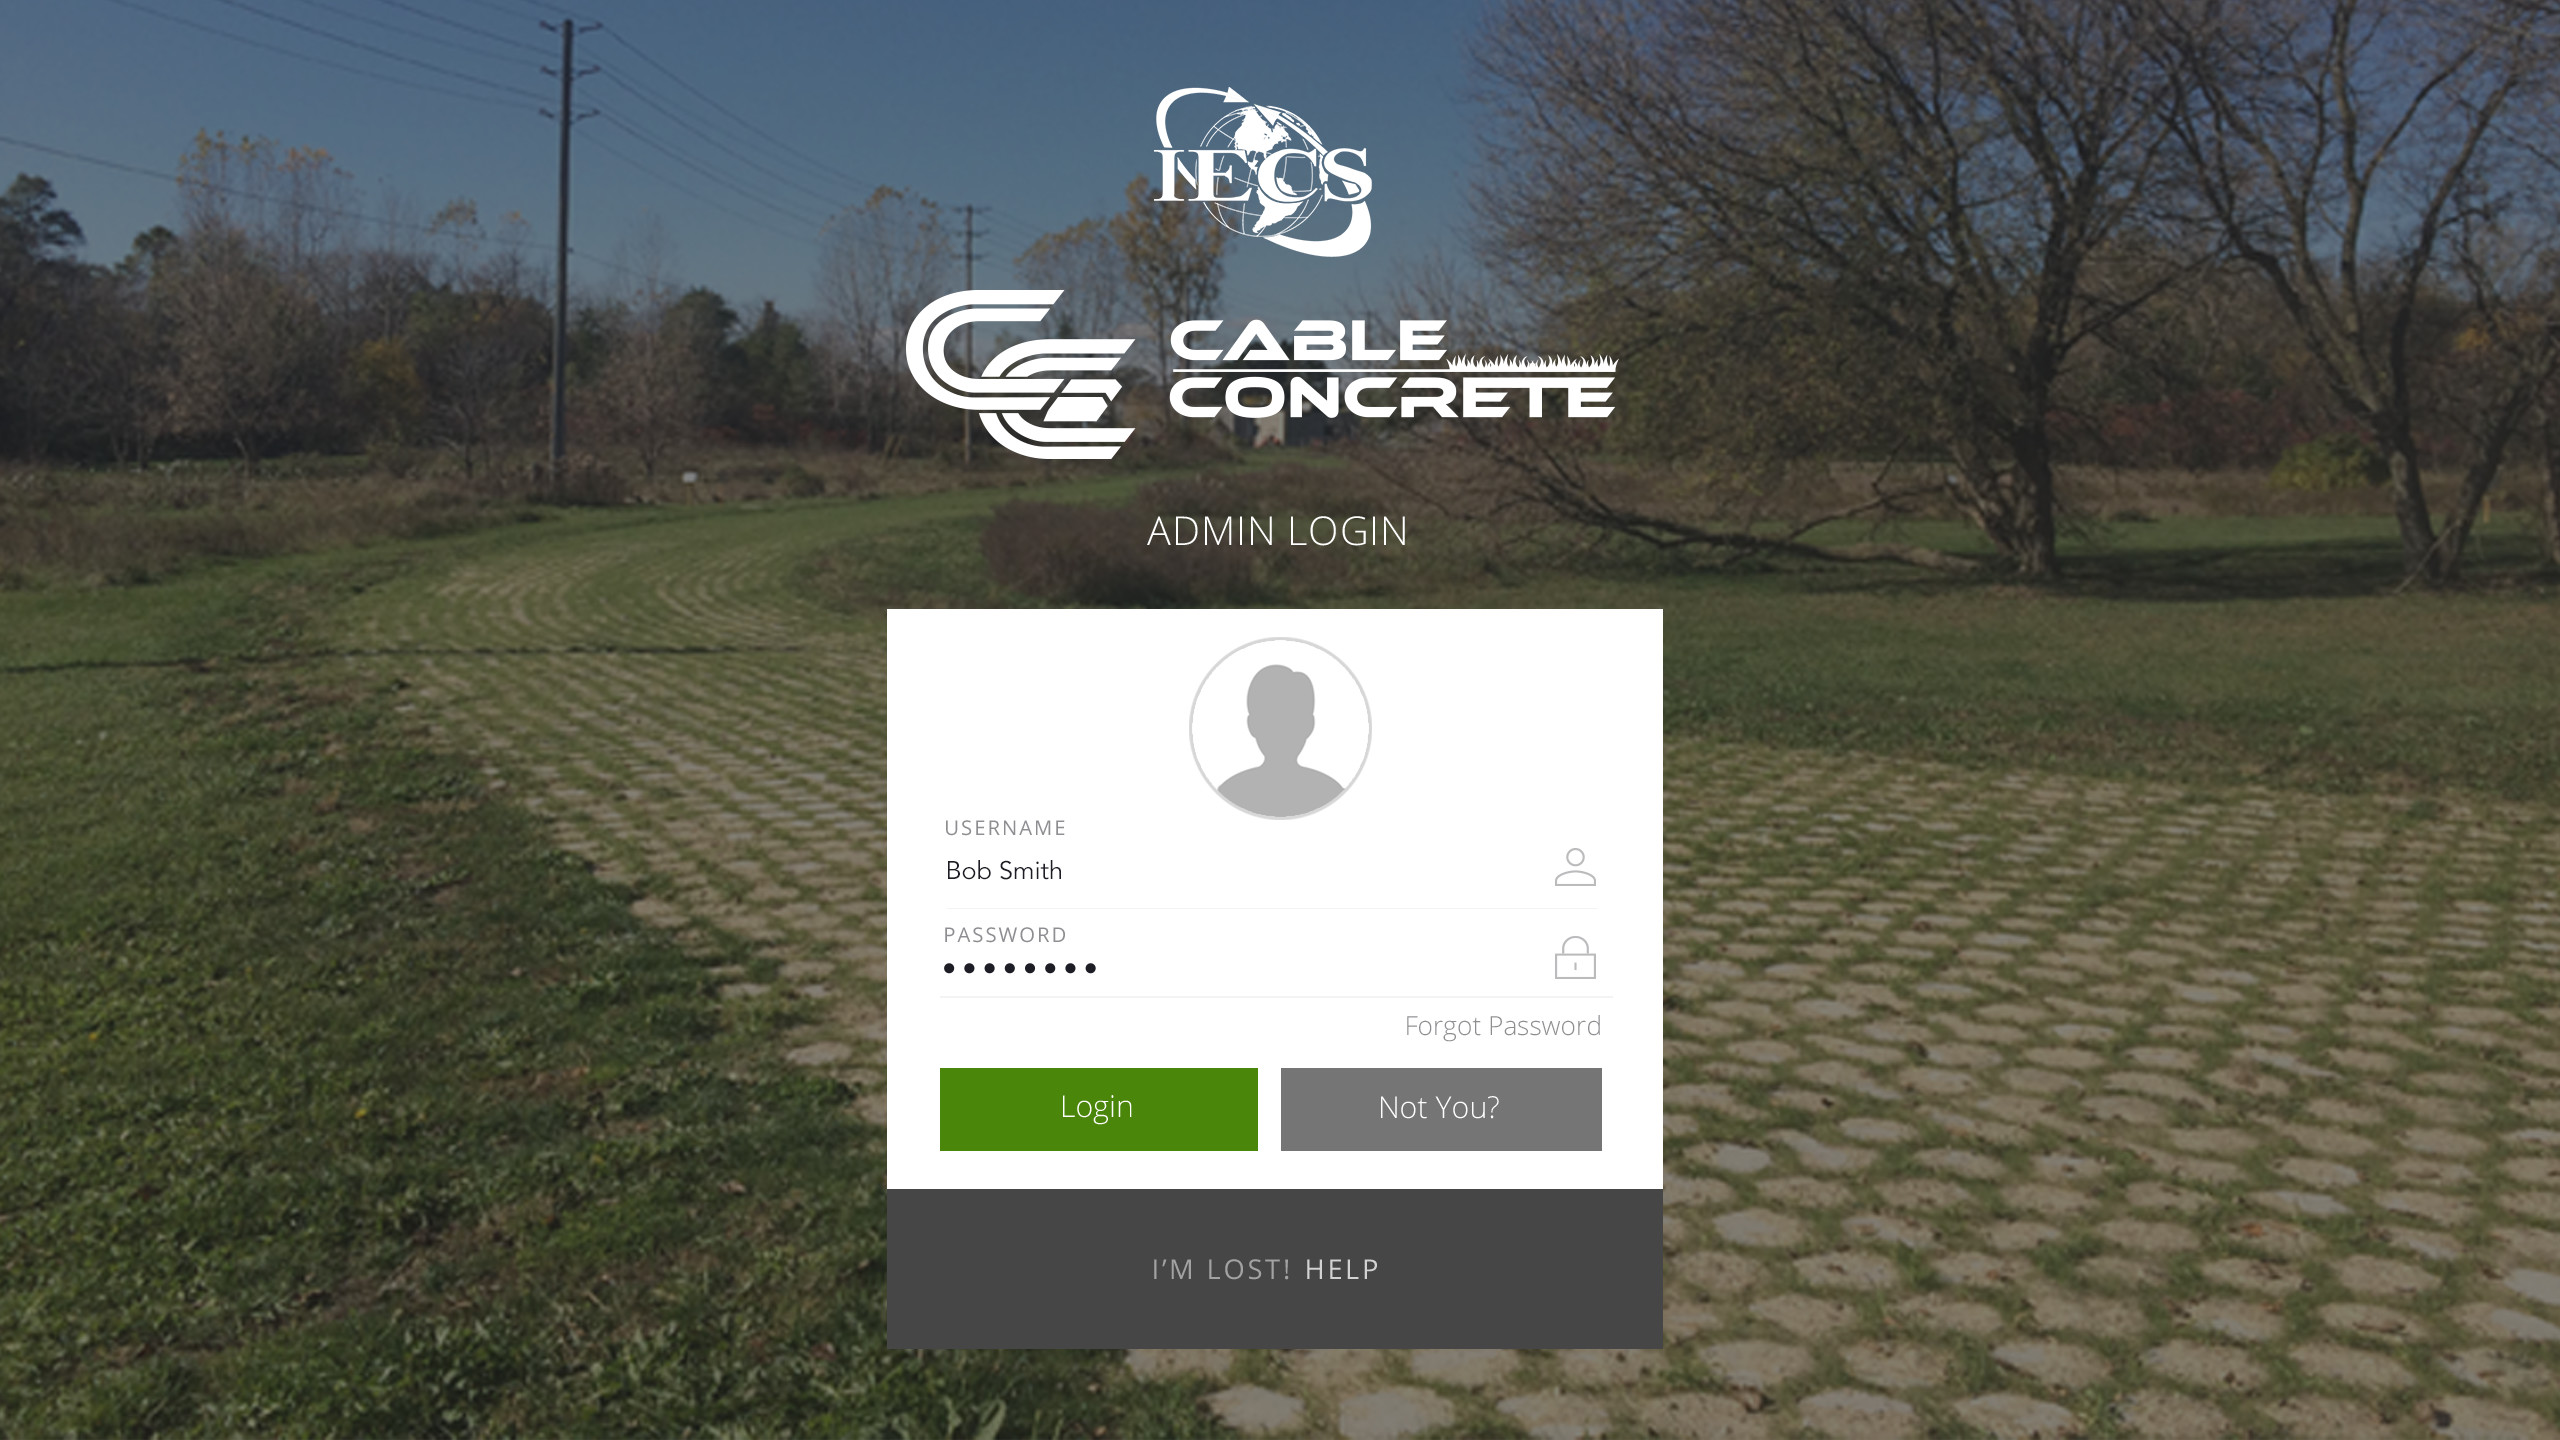 IECS
CABLE
CONCRETE
ADMIN LOGIN
USERNAME
Bob Smith
PASSWORD
Forgot Password
Login
Not You?
I'M LOST! HELP